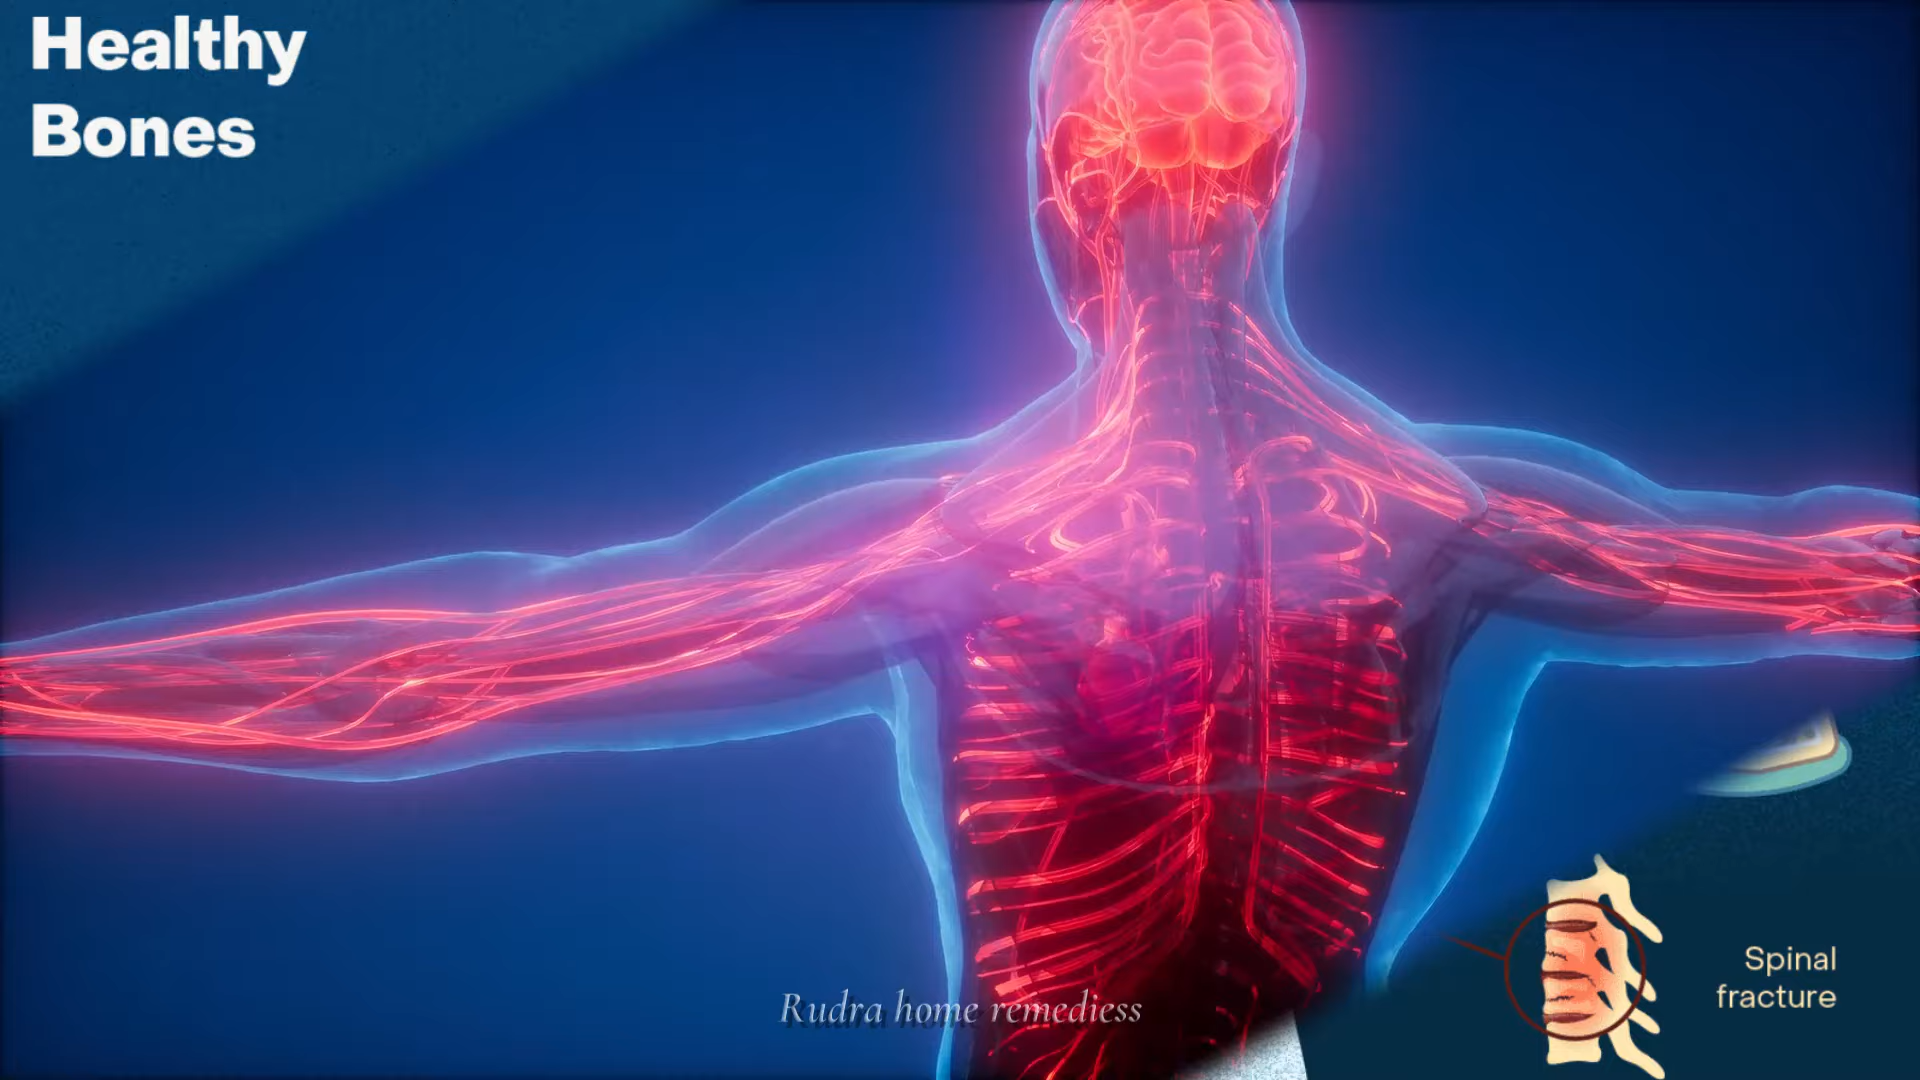 Healthy
Bones
Spinal
fracture
Rudra home remediess